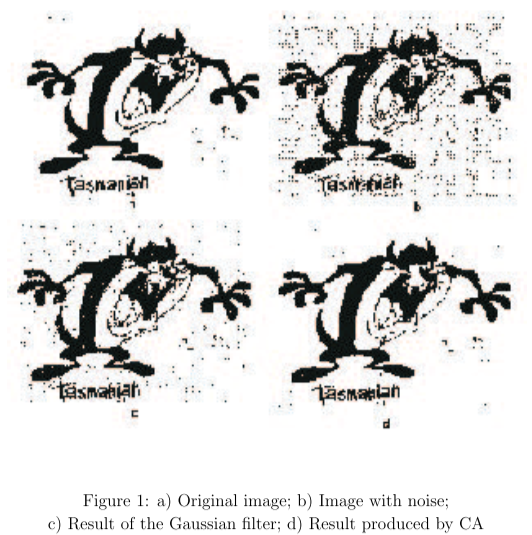 Tasmanian
Tasmanian
b
Tasmanian
c
Tasmanian
d
Figure 1: a) Original image; b) Image with noise;
c) Result of the Gaussian filter; d) Result produced by CA